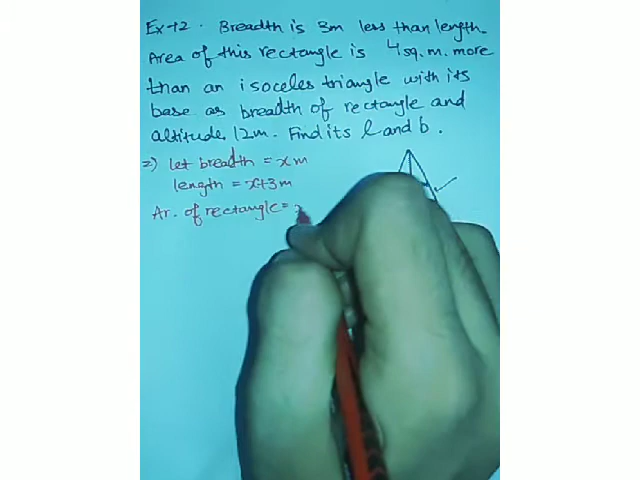 Ex-12. Breadth is 3m less than length.
Area of this rectangle is 4sq.m. more
than an isoceles triangle with its
base as breadth of rectangle and
altitude 12m. Find its l and b.
=) let breadth = x m
length = x+3 m
Ar. of rectangle =